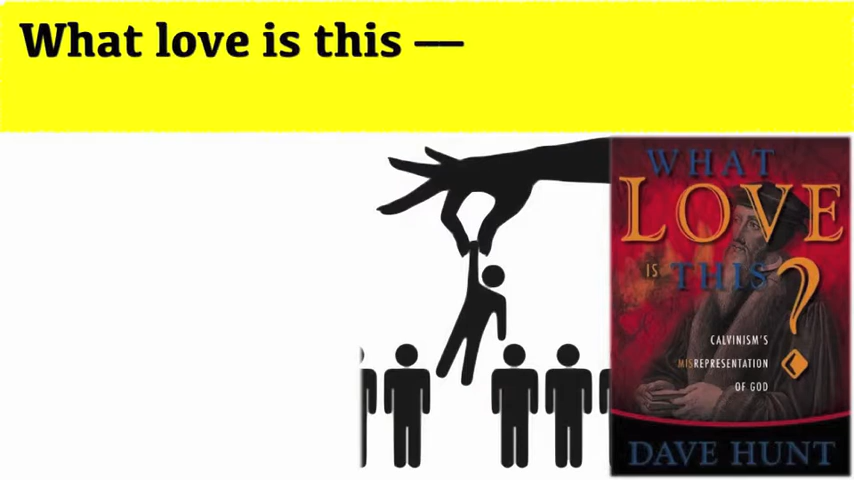 What love is this —
WHAT
LOVE
IS THIS?
CALVINISM'S
MISREPRESENTATION
OF GOD
DAVE HUNT